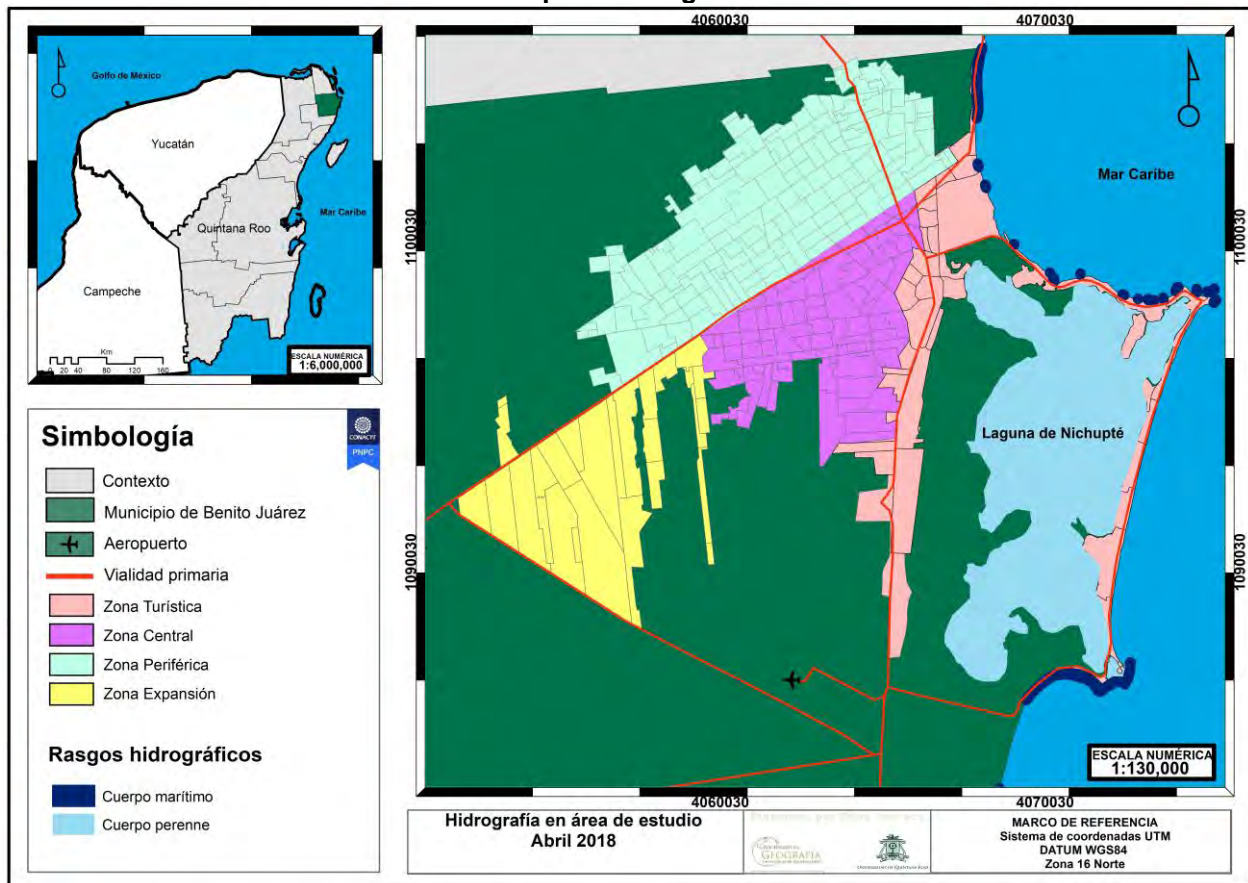 Golfo de México
Yucatán
Mar Caribe
Quintana Roo
Campeche
Km
0 20 40 80 120 160
ESCALA NUMÉRICA
1:6,000,000
Simbología
CONACYT
PNPC
Contexto
Municipio de Benito Juárez
Aeropuerto
Vialidad primaria
Zona Turística
Zona Central
Zona Periférica
Zona Expansión
Rasgos hidrográficos
Cuerpo marítimo
Cuerpo perenne
4060030
4070030
1100030
1090030
Mar Caribe
Laguna de Nichupté
1100030
1090030
ESCALA NUMÉRICA
1:130,000
4060030
4070030
Hidrografía en área de estudio
Abril 2018
GEOGRAFÍA
UNIVERSIDAD DE QUINTANA ROO
MARCO DE REFERENCIA
Sistema de coordenadas UTM
DATUM WGS84
Zona 16 Norte